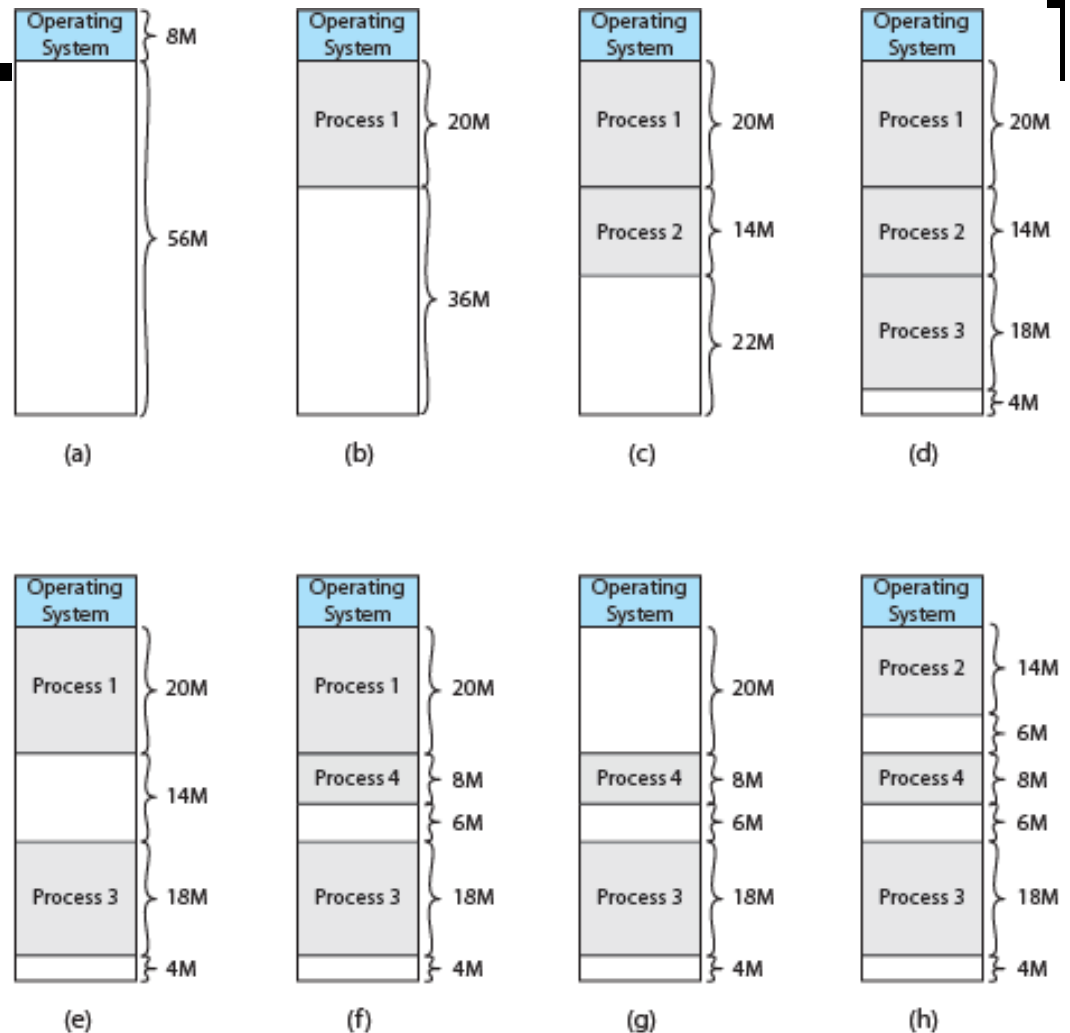 Operating
System
8M
56M
(a)
Operating
System
Process 1
20M
36M
(b)
Operating
System
Process 1
20M
Process 2
14M
22M
(c)
Operating
System
Process 1
20M
Process 2
14M
Process 3
18M
4M
(d)
Operating
System
Process 1
20M
14M
Process 3
18M
4M
(e)
Operating
System
Process 1
20M
Process 4
8M
6M
Process 3
18M
4M
(f)
Operating
System
20M
Process 4
8M
6M
Process 3
18M
4M
(g)
Operating
System
Process 2
14M
6M
Process 4
8M
6M
Process 3
18M
4M
(h)